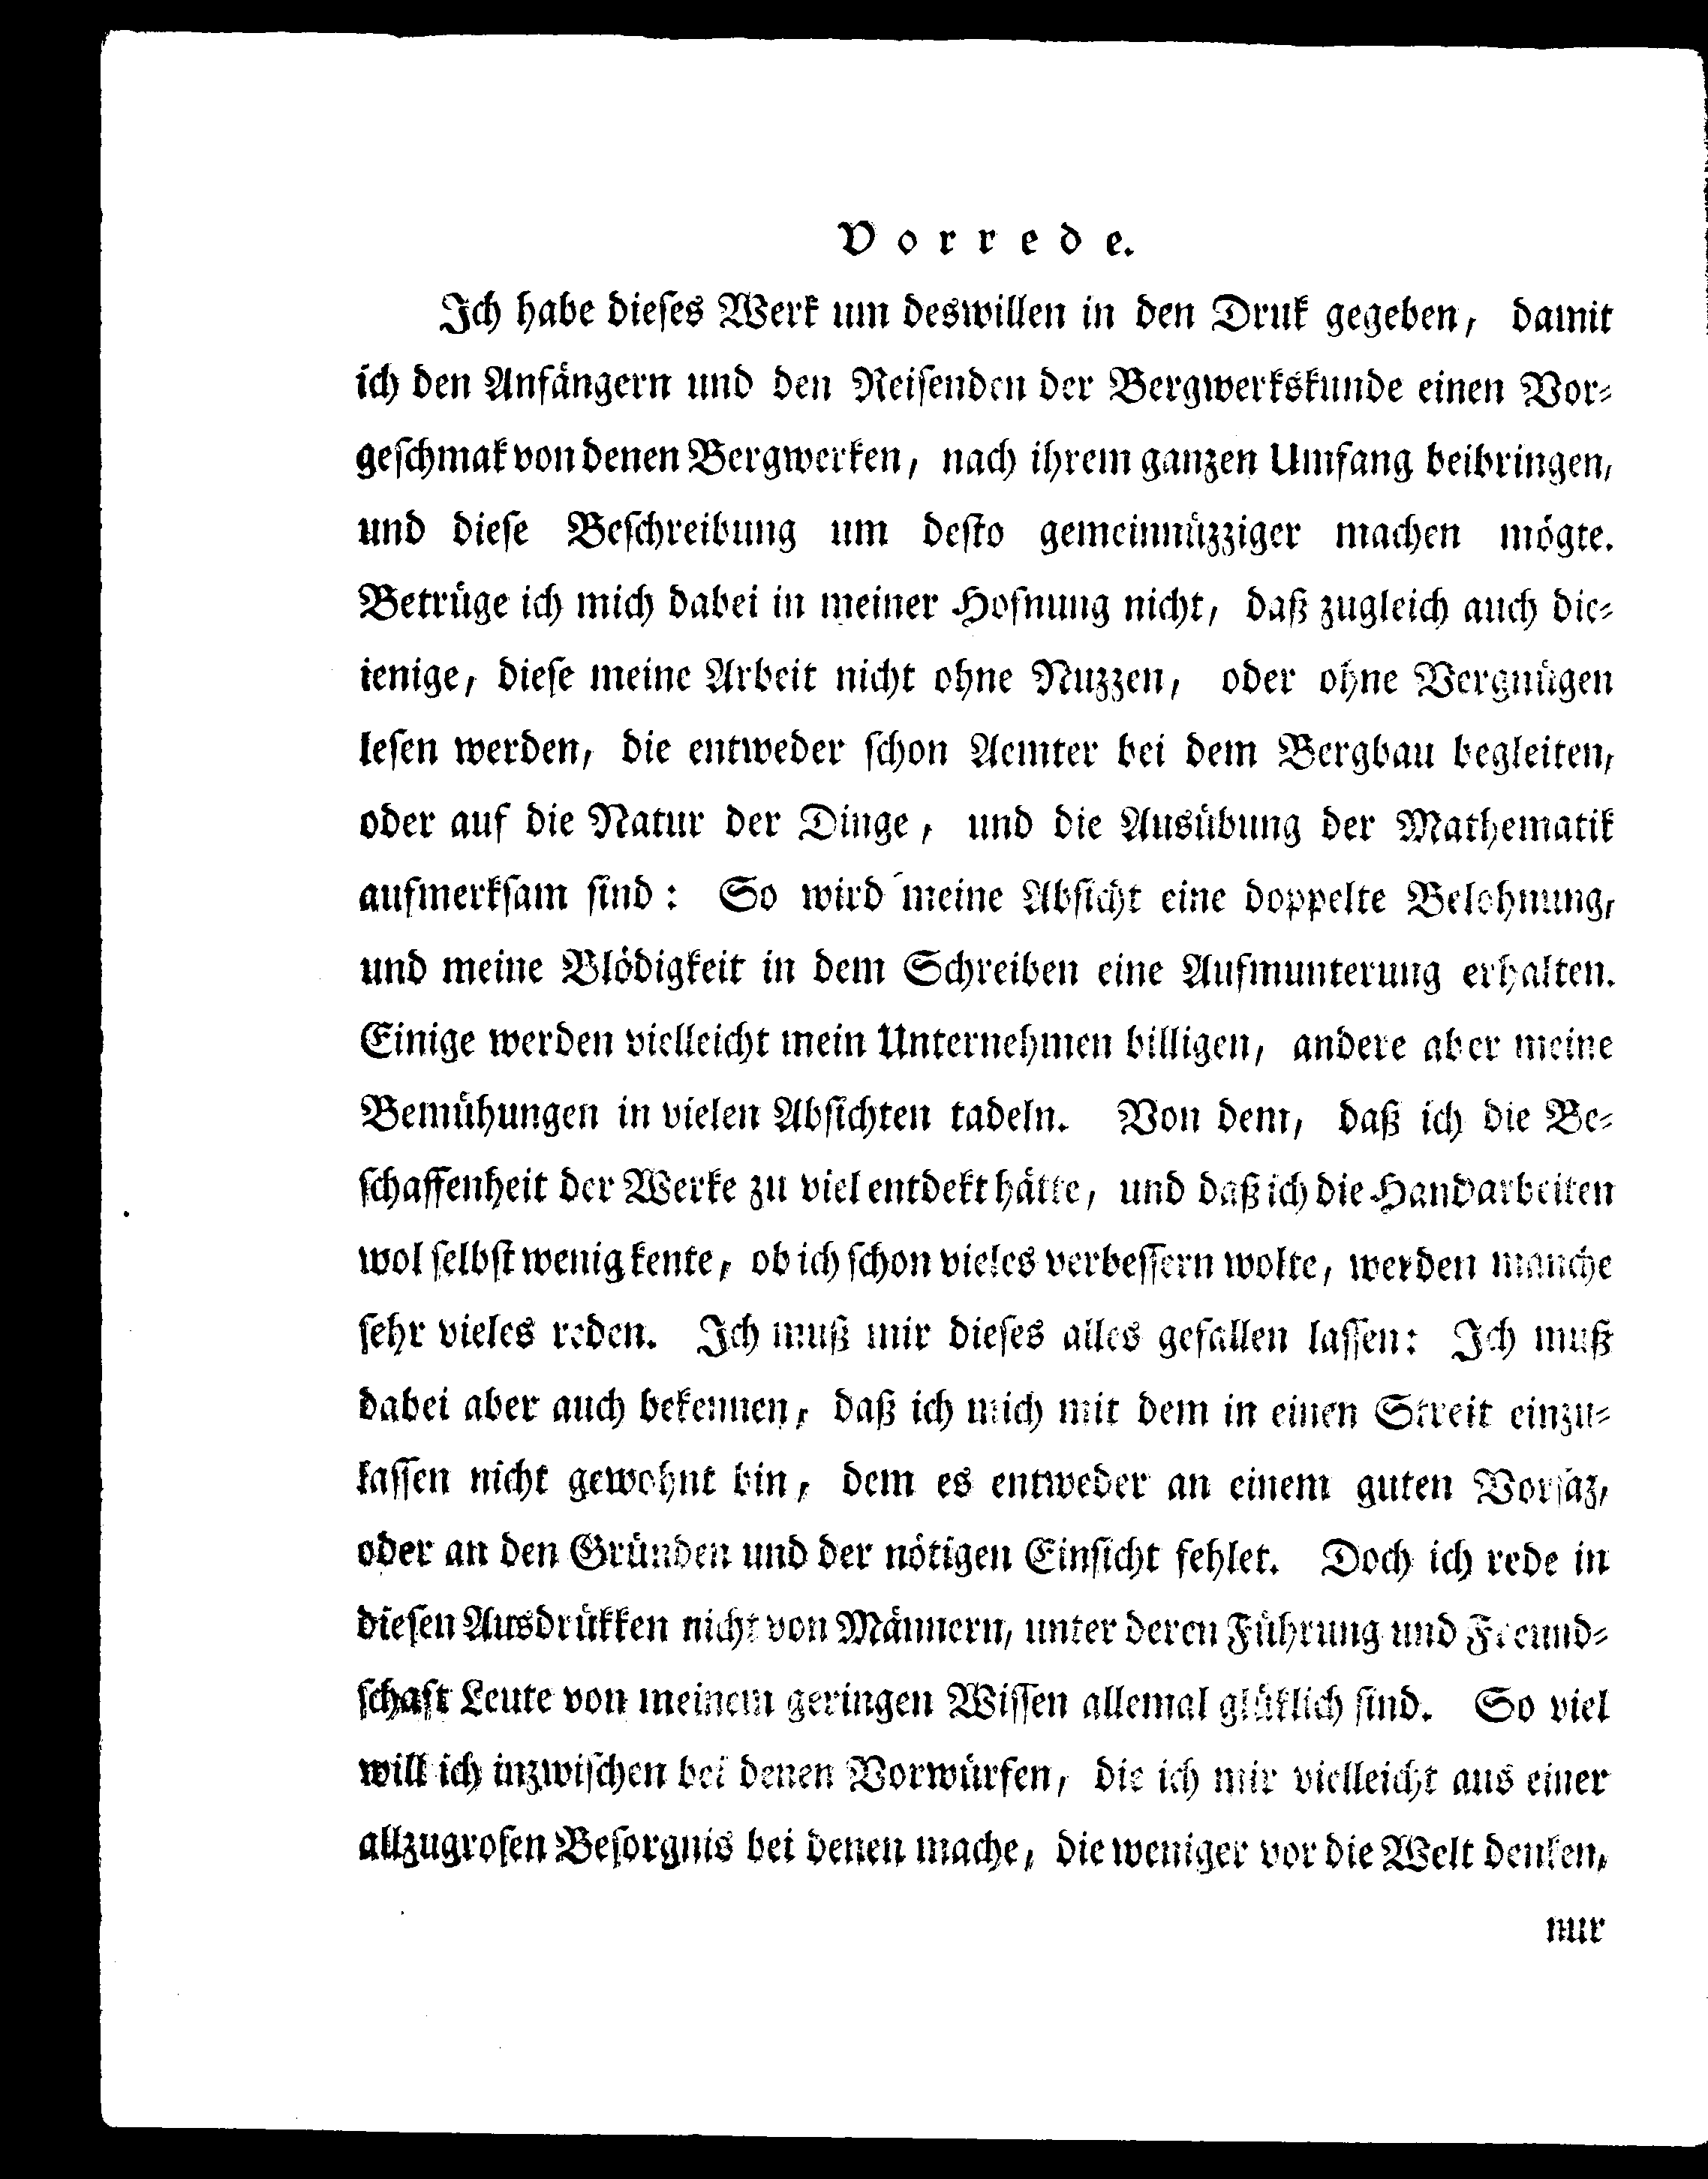 Vorrede.
Ich habe dieſes Werk um deswillen in den Druk gegeben, damit
ich den Anfängern und den Reiſenden der Bergwerkskunde einen Vor⸗
geſchmak von denen Bergwerken, nach ihrem ganzen Umfang beibringen,
und dieſe Beſchreibung um deſto gemeinnüzziger machen mögte.
Betrüge ich mich dabei in meiner Hofnung nicht, daß zugleich auch die⸗
ienige, dieſe meine Arbeit nicht ohne Nuzzen, oder ohne Vergnügen
leſen werden, die entweder ſchon Aemter bei dem Bergbau begleiten,
oder auf die Natur der Dinge, und die Ausübung der Mathematik
aufmerkſam ſind: So wird meine Abſicht eine doppelte Belohnung,
und meine Blödigkeit in dem Schreiben eine Aufmunterung erhalten.
Einige werden vielleicht mein Unternehmen billigen, andere aber meine
Bemühungen in vielen Abſichten tadeln. Von dem, daß ich die Be⸗
ſchaffenheit der Werke zu viel entdekt hätte, und daß ich die Handarbeiten
wol ſelbſt wenig kente, ob ich ſchon vieles verbeſſern wolte, werden manche
ſehr vieles reden. Ich muß mir dieſes alles gefallen laſſen: Ich muß
dabei aber auch bekennen, daß ich mich mit dem in einen Streit einzu⸗
laſſen nicht gewohnt bin, dem es entweder an einem guten Vorſaz,
oder an den Gründen und der nötigen Einſicht fehlet. Doch ich rede in
dieſen Ausdrükken nicht von Männern, unter deren Führung und Freund⸗
ſchaft Leute von meinem geringen Wiſſen allemal glüklich ſind. So viel
will ich inzwiſchen bei denen Vorwürfen, die ich mir vielleicht aus einer
allzugroſen Beſorgnis bei denen mache, die weniger vor die Welt denken,
nur